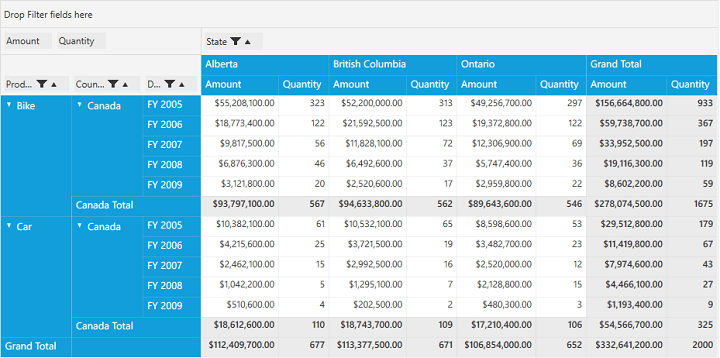 Drop Filter fields here
Amount Quantity State
Alberta British Columbia Ontario Grand Total
Prod... Coun... D... Amount Quantity Amount Quantity Amount Quantity Amount Quantity
Bike Canada FY 2005 $55,208,100.00 323 $52,200,000.00 313 $49,256,700.00 297 $156,664,800.00 933
FY 2006 $18,773,400.00 122 $21,592,500.00 123 $19,372,800.00 122 $59,738,700.00 367
FY 2007 $9,817,500.00 56 $11,828,100.00 72 $12,306,900.00 69 $33,952,500.00 197
FY 2008 $6,876,300.00 46 $6,492,600.00 37 $5,747,400.00 36 $19,116,300.00 119
FY 2009 $3,121,800.00 20 $2,520,600.00 17 $2,959,800.00 22 $8,602,200.00 59
Canada Total $93,797,100.00 567 $94,633,800.00 562 $89,643,600.00 546 $278,074,500.00 1675
Car Canada FY 2005 $10,382,100.00 61 $10,532,100.00 65 $8,598,600.00 53 $29,512,800.00 179
FY 2006 $4,215,600.00 25 $3,721,500.00 19 $3,482,700.00 23 $11,419,800.00 67
FY 2007 $2,462,100.00 15 $2,992,500.00 16 $2,520,000.00 12 $7,974,600.00 43
FY 2008 $1,042,200.00 5 $1,295,100.00 7 $2,128,800.00 15 $4,466,100.00 27
FY 2009 $510,600.00 4 $202,500.00 2 $480,300.00 3 $1,193,400.00 9
Canada Total $18,612,600.00 110 $18,743,700.00 109 $17,210,400.00 106 $54,566,700.00 325
Grand Total $112,409,700.00 677 $113,377,500.00 671 $106,854,000.00 652 $332,641,200.00 2000